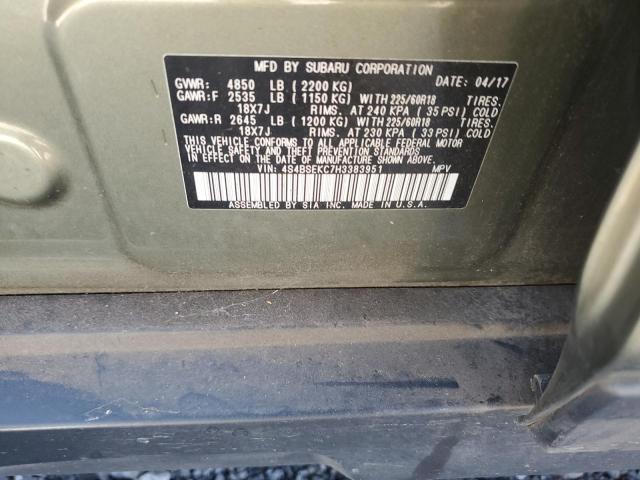 MFD BY SUBARU CORPORATION DATE: 04/17
GVWR: 4850 LB ( 2200 KG)
GAWR:F 2535 LB ( 1150 KG) WITH 225/60R18 TIRES.
18X7J RIMS. AT 240 KPA ( 35 PSI) COLD
GAWR:R 2645 LB ( 1200 KG) WITH 225/60R18 TIRES.
18X7J RIMS. AT 230 KPA ( 33 PSI) COLD
THIS VEHICLE CONFORMS TO ALL APPLICABLE FEDERAL MOTOR
VEHICLE SAFETY AND THEFT PREVENTION STANDARDS
IN EFFECT ON THE DATE OF MANUFACTURE SHOWN ABOVE.
VIN: 4S4BSEKC7H3383951 MPV
ASSEMBLED BY SIA INC. MADE IN U.S.A.